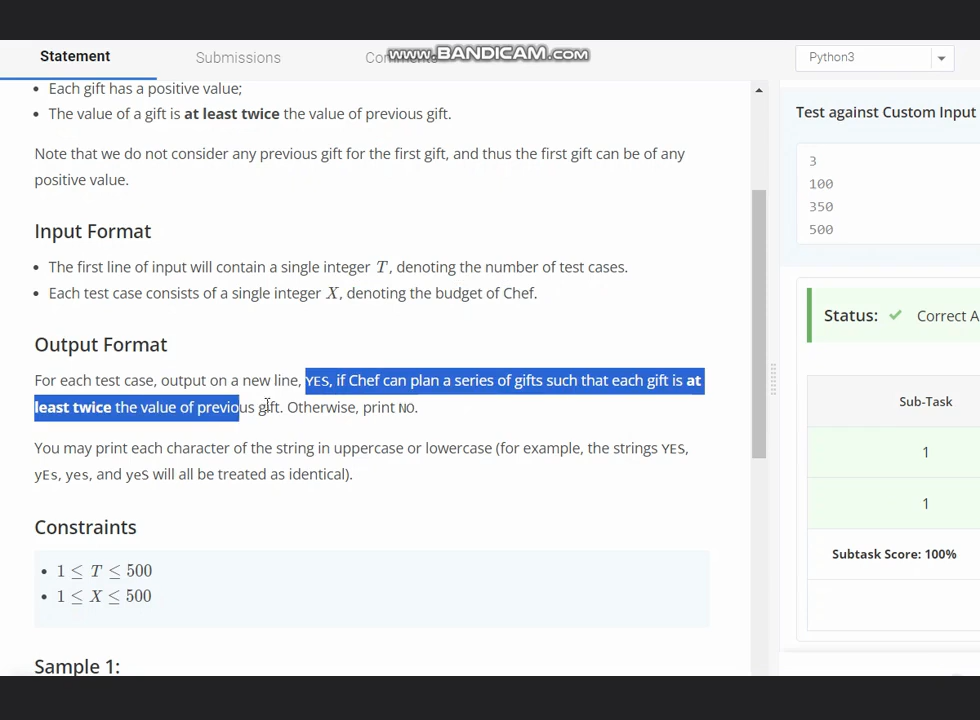 Statement
Submissions
www.BANDICAM.com
Python3
Each gift has a positive value;
The value of a gift is at least twice the value of previous gift.
Note that we do not consider any previous gift for the first gift, and thus the first gift can be of any
positive value.
Input Format
The first line of input will contain a single integer T, denoting the number of test cases.
Each test case consists of a single integer X, denoting the budget of Chef.
Output Format
For each test case, output on a new line, YES, if Chef can plan a series of gifts such that each gift is at
least twice the value of previous gift. Otherwise, print NO.
You may print each character of the string in uppercase or lowercase (for example, the strings YES,
yEs, yes, and yeS will all be treated as identical).
Constraints
1 ≤ T ≤ 500
1 ≤ X ≤ 500
Sample 1:
Test against Custom Input
3
100
350
500
Status: Correct A
Sub-Task
1
1
Subtask Score: 100%